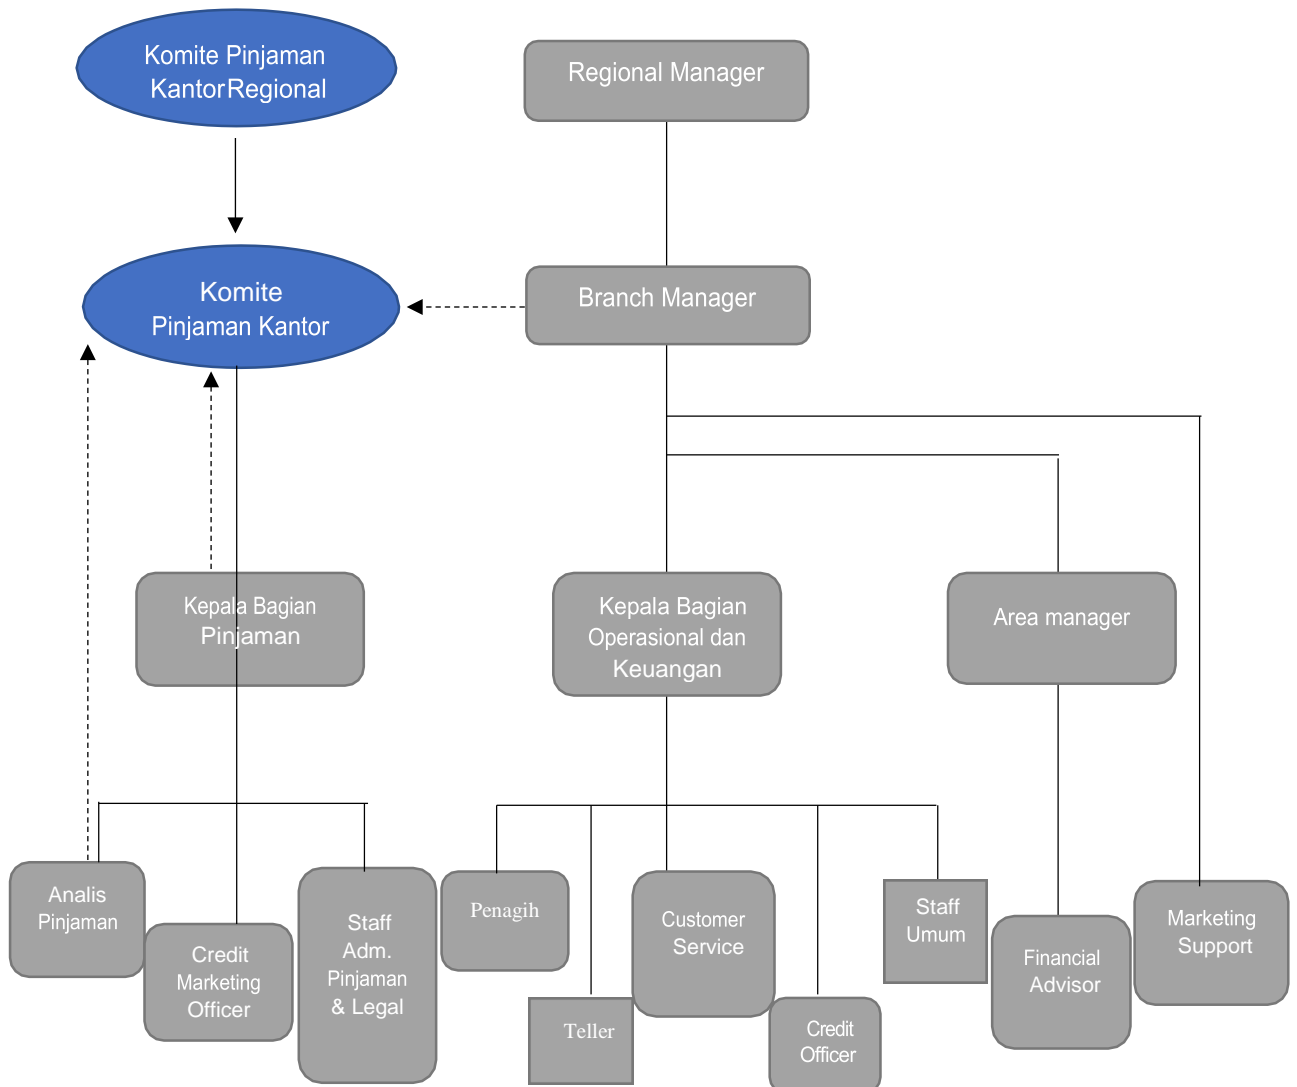 Komite Pinjaman
KantorRegional
Regional Manager
Komite
Pinjaman Kantor
Branch Manager
Kepala Bagian
Pinjaman
Kepala Bagian
Operasional dan
Keuangan
Area manager
Analis
Pinjaman
Credit
Marketing
Officer
Staff
Adm.
Pinjaman
& Legal
Penagih
Teller
Customer
Service
Credit
Officer
Staff
Umum
Financial
Advisor
Marketing
Support